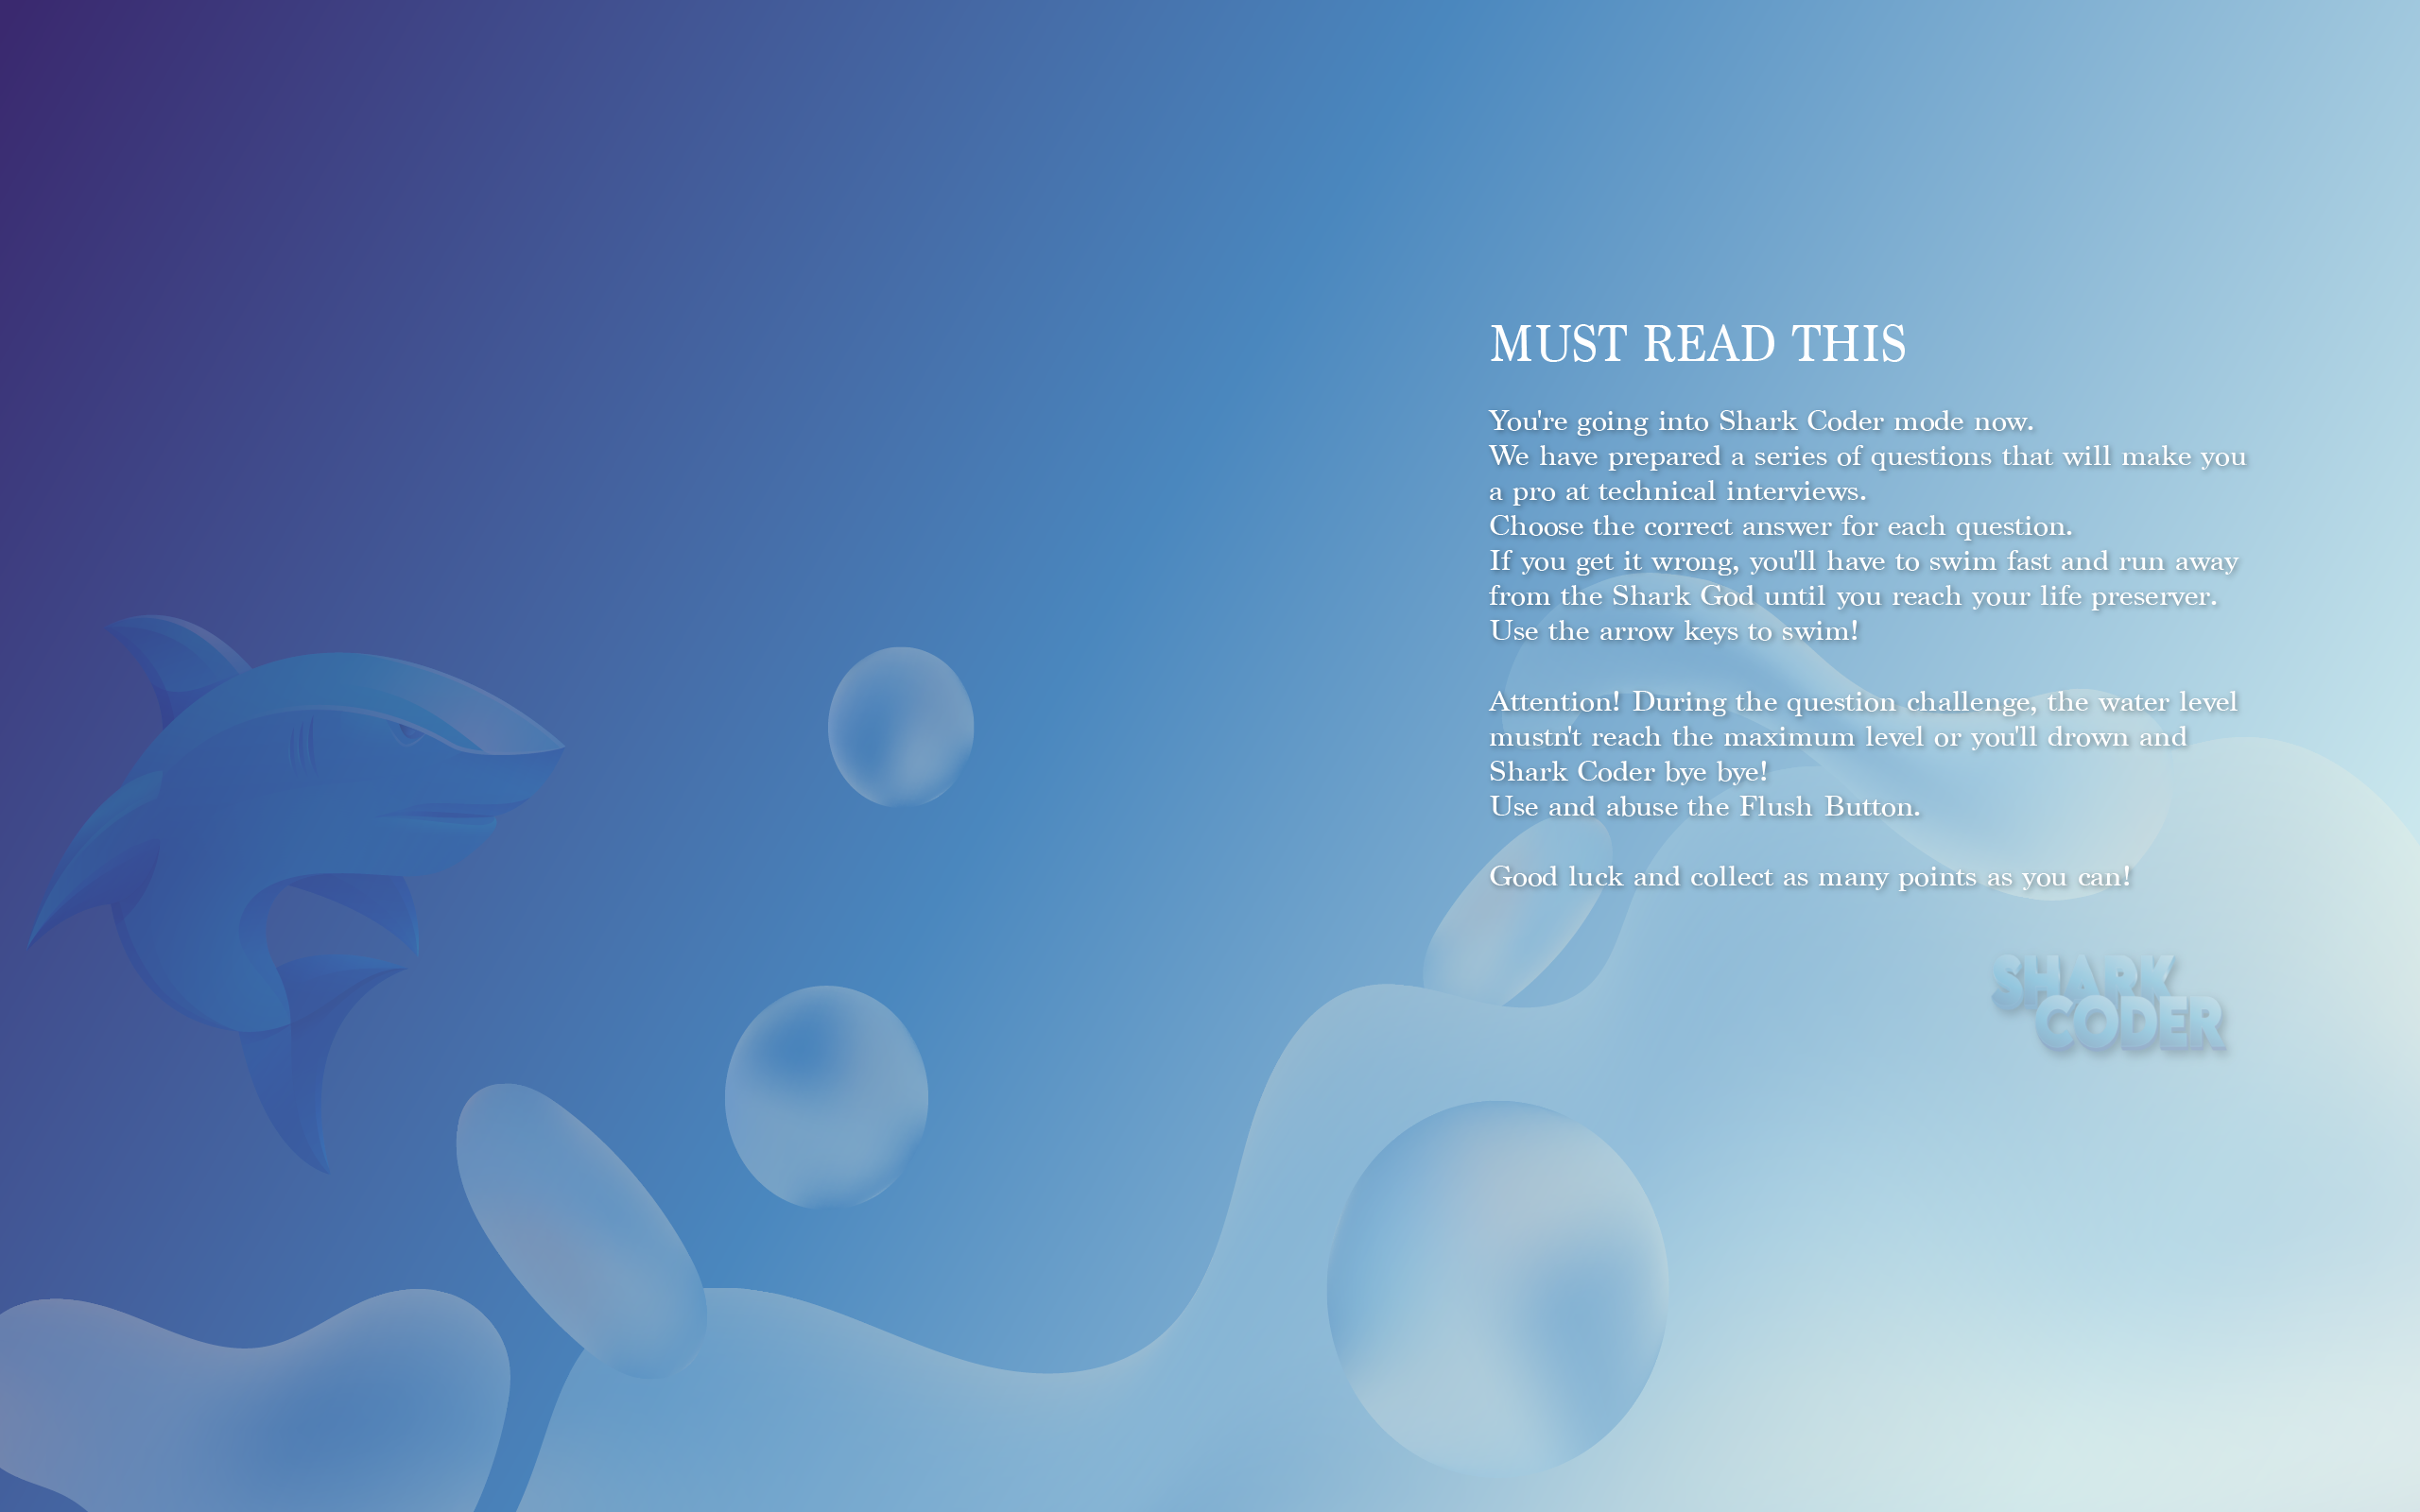 MUST READ THIS
You're going into Shark Coder mode now.
We have prepared a series of questions that will make you
a pro at technical interviews.
Choose the correct answer for each question.
If you get it wrong, you'll have to swim fast and run away
from the Shark God until you reach your life preserver.
Use the arrow keys to swim!
Attention! During the question challenge, the water level
mustn't reach the maximum level or you'll drown and
Shark Coder bye bye!
Use and abuse the Flush Button.
Good luck and collect as many points as you can!
SHARK
CODER